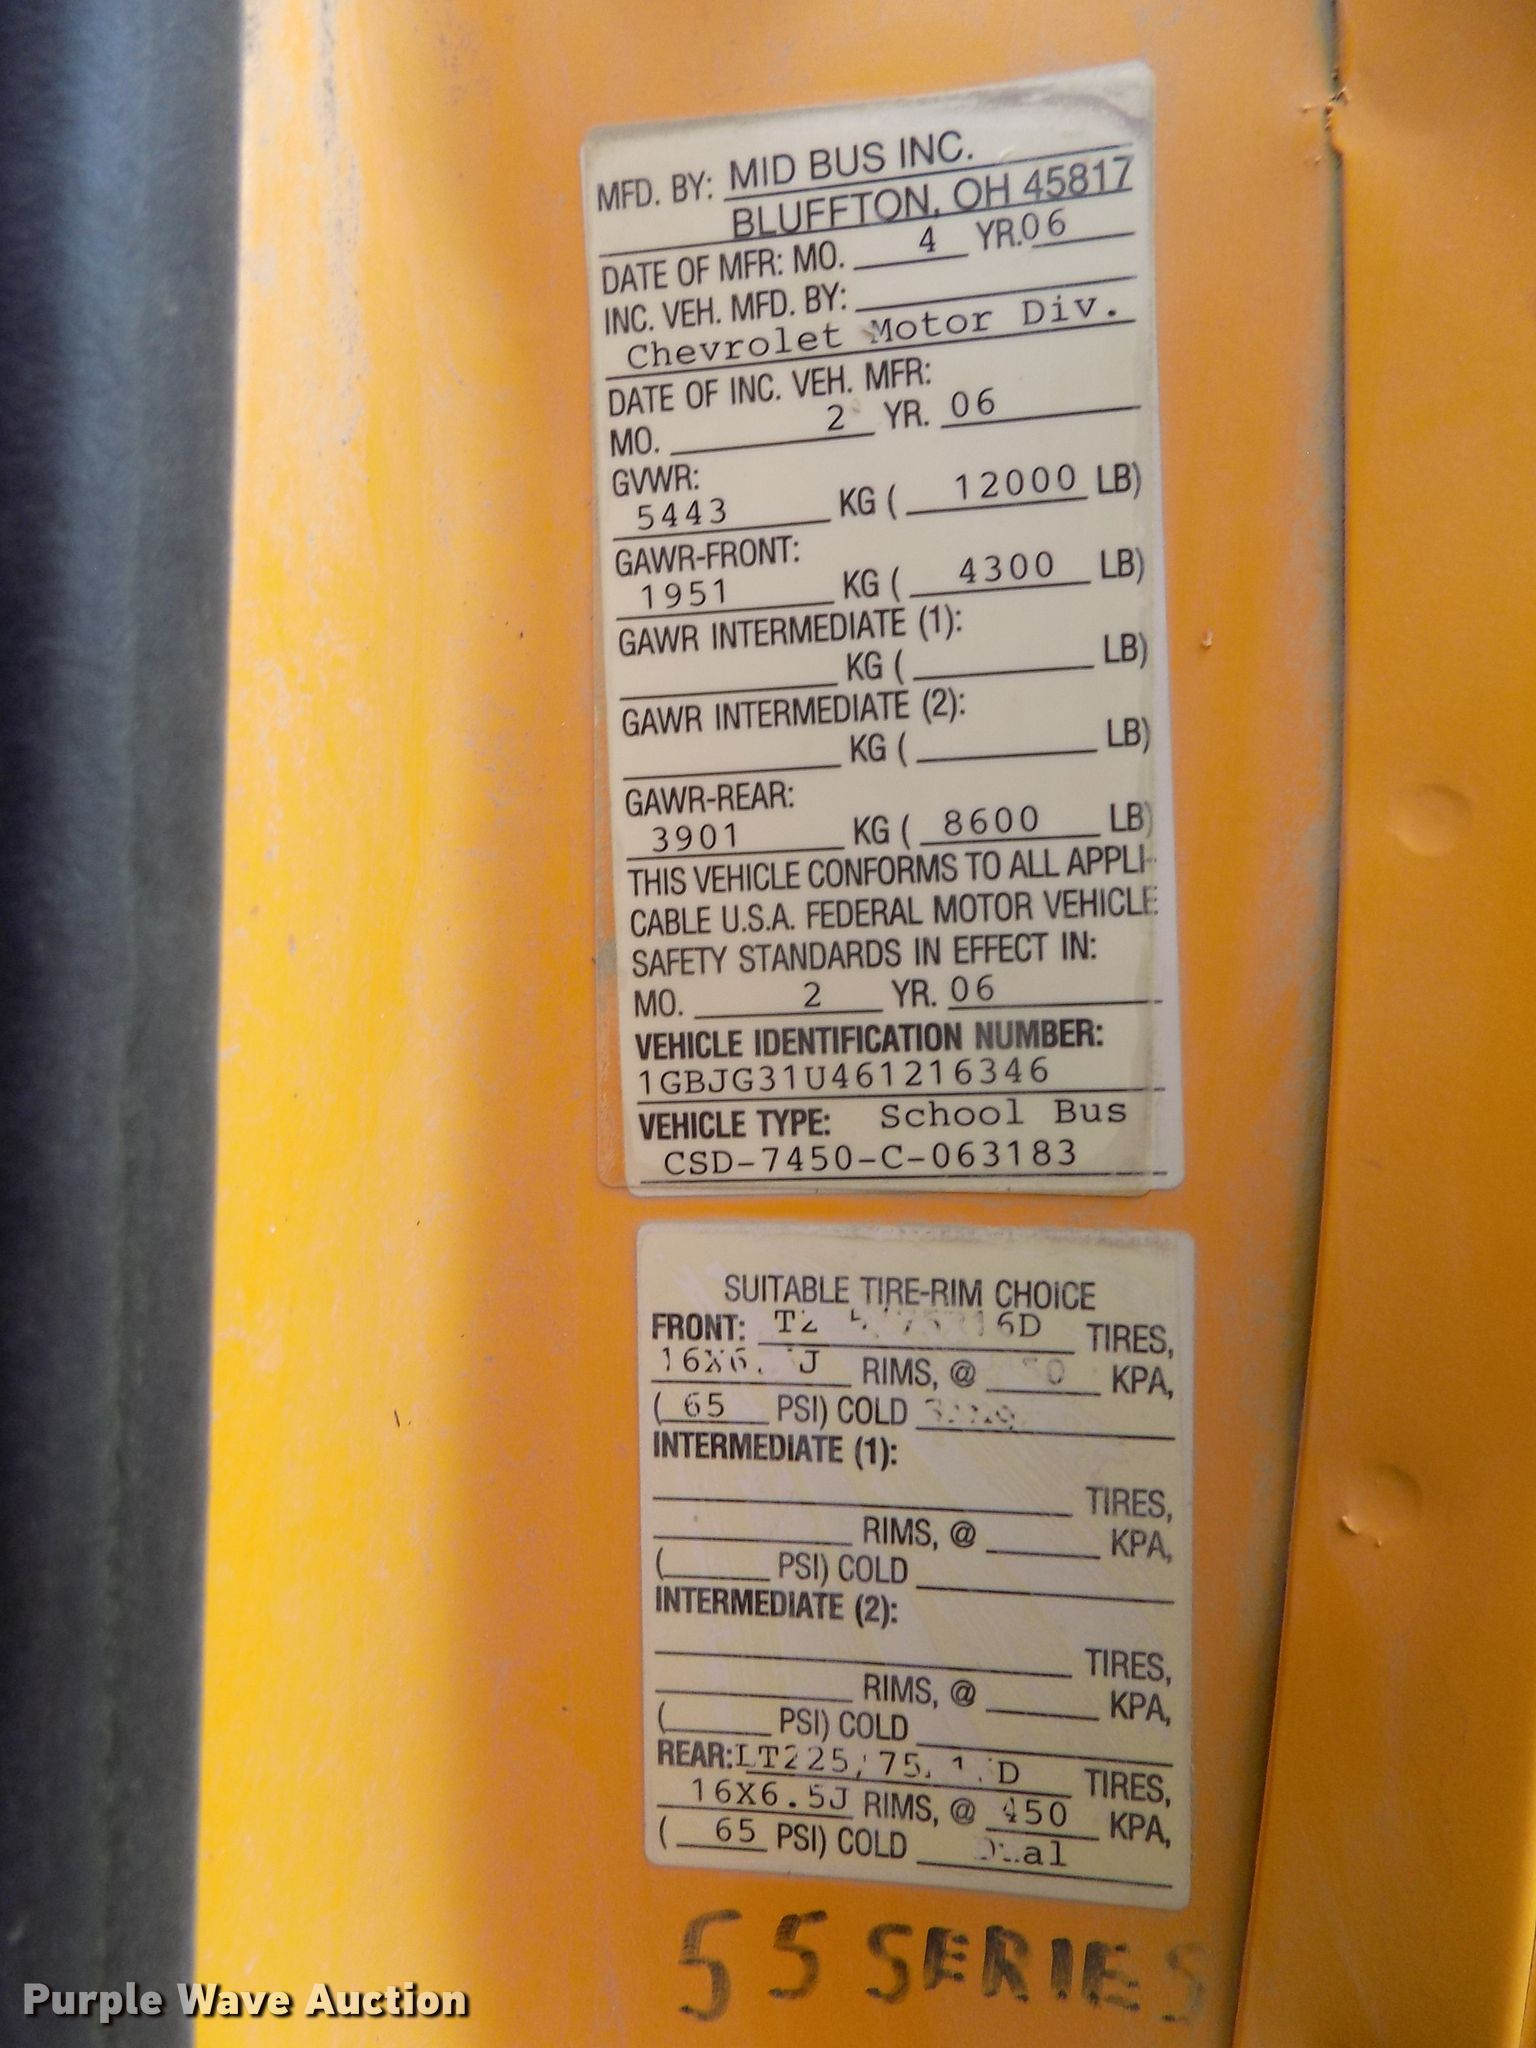 MFD. BY: MID BUS INC.
BLUFFTON, OH 45817
DATE OF MFR: MO. 4 YR. 06
INC. VEH. MFD. BY:
Chevrolet Motor Div.
DATE OF INC. VEH. MFR:
MO. 2 YR. 06
GVWR:
5443 KG ( 12000 LB)
GAWR-FRONT:
1951 KG ( 4300 LB)
GAWR INTERMEDIATE (1):
KG ( LB)
GAWR INTERMEDIATE (2):
KG ( LB)
GAWR-REAR:
3901 KG ( 8600 LB)
THIS VEHICLE CONFORMS TO ALL APPLI-
CABLE U.S.A. FEDERAL MOTOR VEHICLE
SAFETY STANDARDS IN EFFECT IN:
MO. 2 YR. 06
VEHICLE IDENTIFICATION NUMBER:
1GBJG31U461216346
VEHICLE TYPE: School Bus
CSD-7450-C-063183
SUITABLE TIRE-RIM CHOICE
FRONT: TIRES,
RIMS, @ KPA,
( 65 PSI) COLD
INTERMEDIATE (1):
TIRES,
RIMS, @ KPA,
( PSI) COLD
INTERMEDIATE (2):
TIRES,
RIMS, @ KPA,
( PSI) COLD
REAR: TIRES,
16X6.5J RIMS, @ 450 KPA,
( 65 PSI) COLD
55 SERIES
Purple Wave Auction